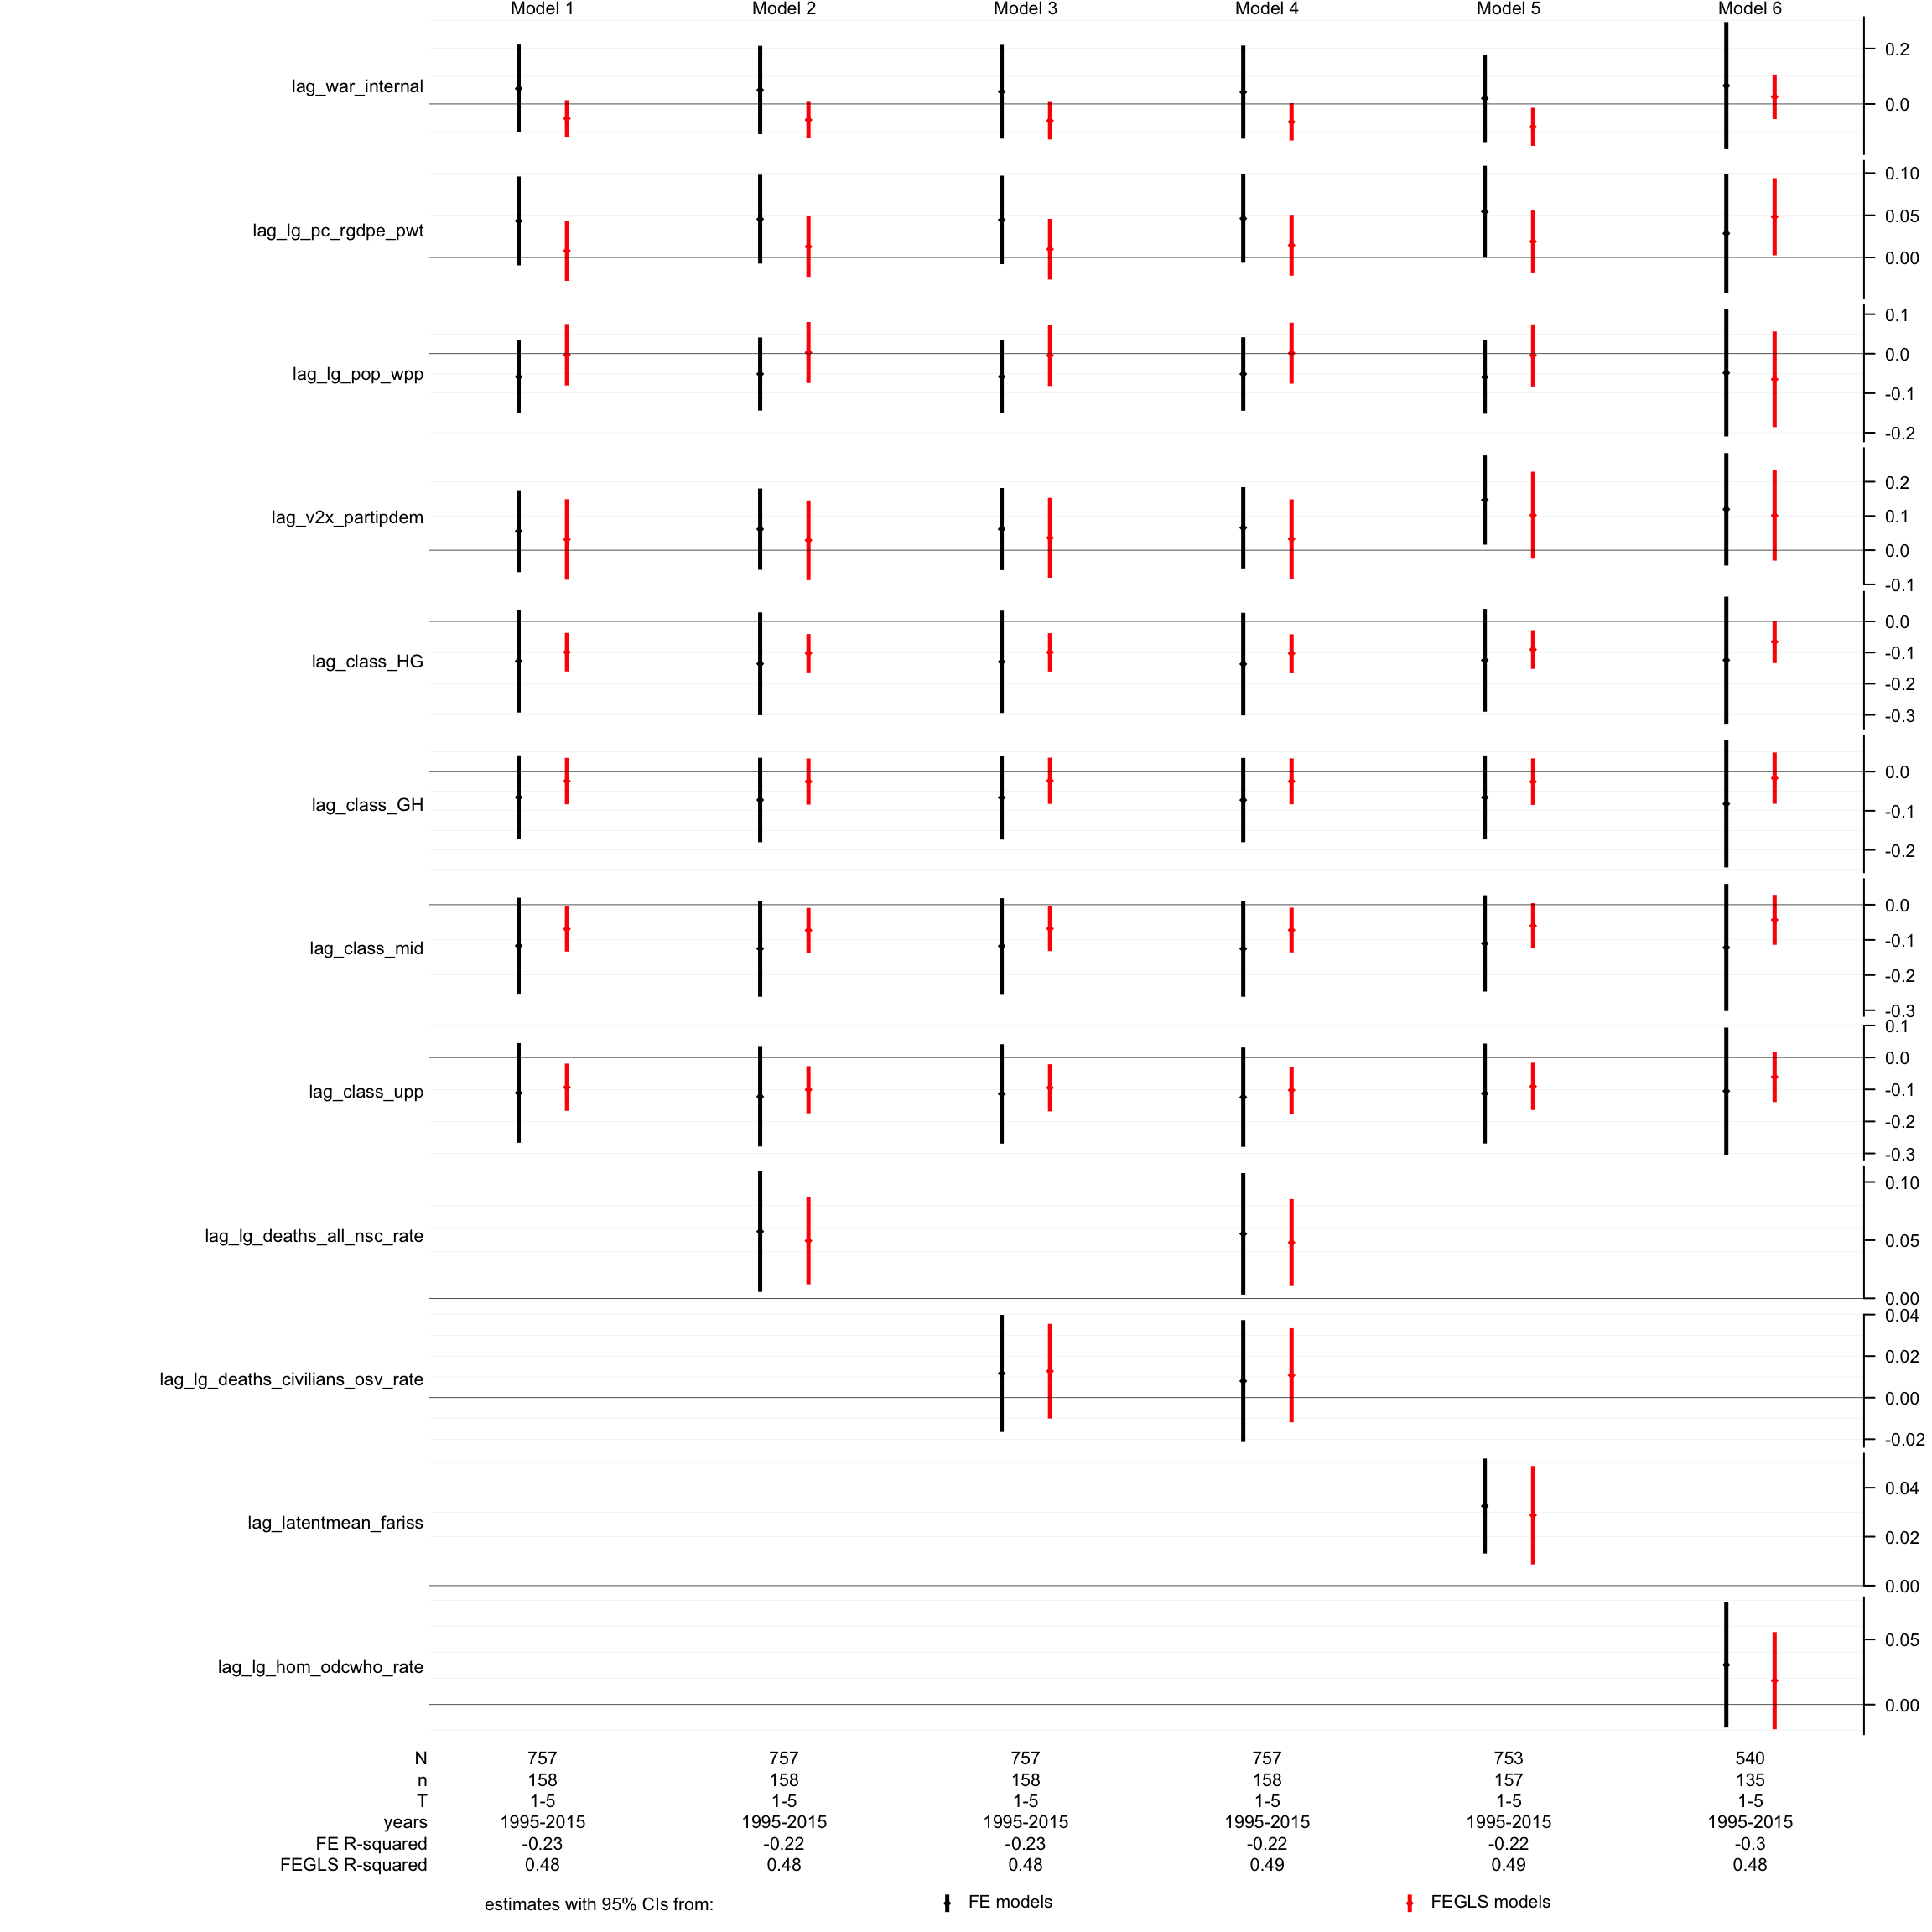 Model 1 Model 2 Model 3 Model 4 Model 5 Model 6
lag_war_internal 0.2 0.0
lag_lg_pc_rgdpe_pwt 0.10 0.05 0.00
lag_lg_pop_wpp 0.1 0.0 -0.1 -0.2
lag_v2x_partipdem 0.2 0.1 0.0 -0.1
lag_class_HG 0.0 -0.1 -0.2 -0.3
lag_class_GH 0.0 -0.1 -0.2
lag_class_mid 0.0 -0.1 -0.2 -0.3
lag_class_upp 0.1 0.0 -0.1 -0.2 -0.3
lag_lg_deaths_all_nsc_rate 0.10 0.05 0.00
lag_lg_deaths_civilians_osv_rate 0.04 0.02 0.00 -0.02
lag_latentmean_fariss 0.04 0.02 0.00
lag_lg_hom_odcwho_rate 0.05 0.00
N 757 757 757 757 753 540
n 158 158 158 158 157 135
T 1-5 1-5 1-5 1-5 1-5 1-5
years 1995-2015 1995-2015 1995-2015 1995-2015 1995-2015 1995-2015
FE R-squared -0.23 -0.22 -0.23 -0.22 -0.22 -0.3
FEGLS R-squared 0.48 0.48 0.48 0.49 0.49 0.48
estimates with 95% CIs from: FE models FEGLS models